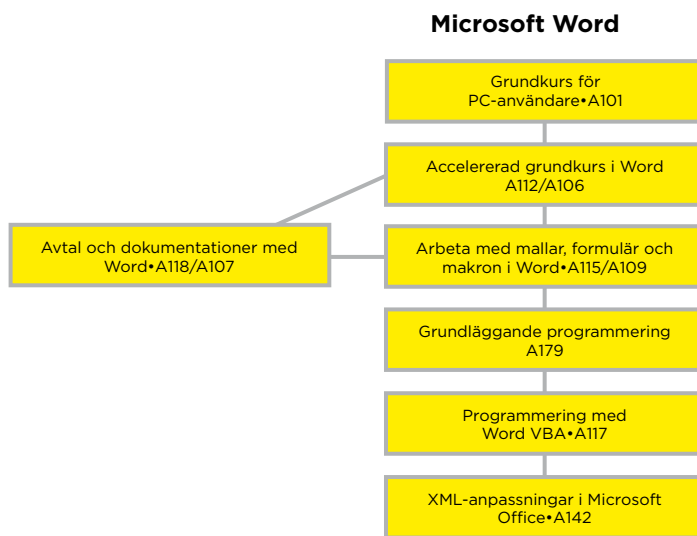 Microsoft Word
Grundkurs för
PC-användare•A101
Accelererad grundkurs i Word
A112/A106
Avtal och dokumentationer med
Word•A118/A107
Arbeta med mallar, formulär och
makron i Word•A115/A109
Grundläggande programmering
A179
Programmering med
Word VBA•A117
XML-anpassningar i Microsoft
Office•A142